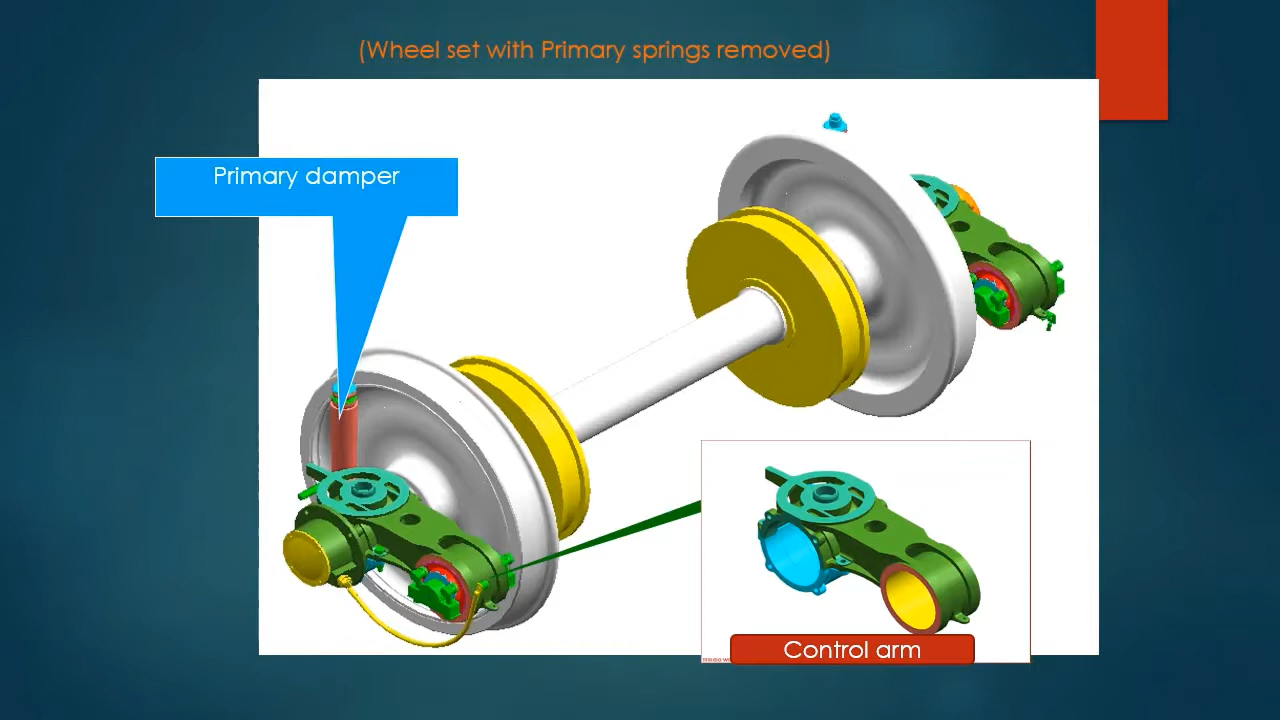 (Wheel set with Primary springs removed)
Primary damper
Control arm